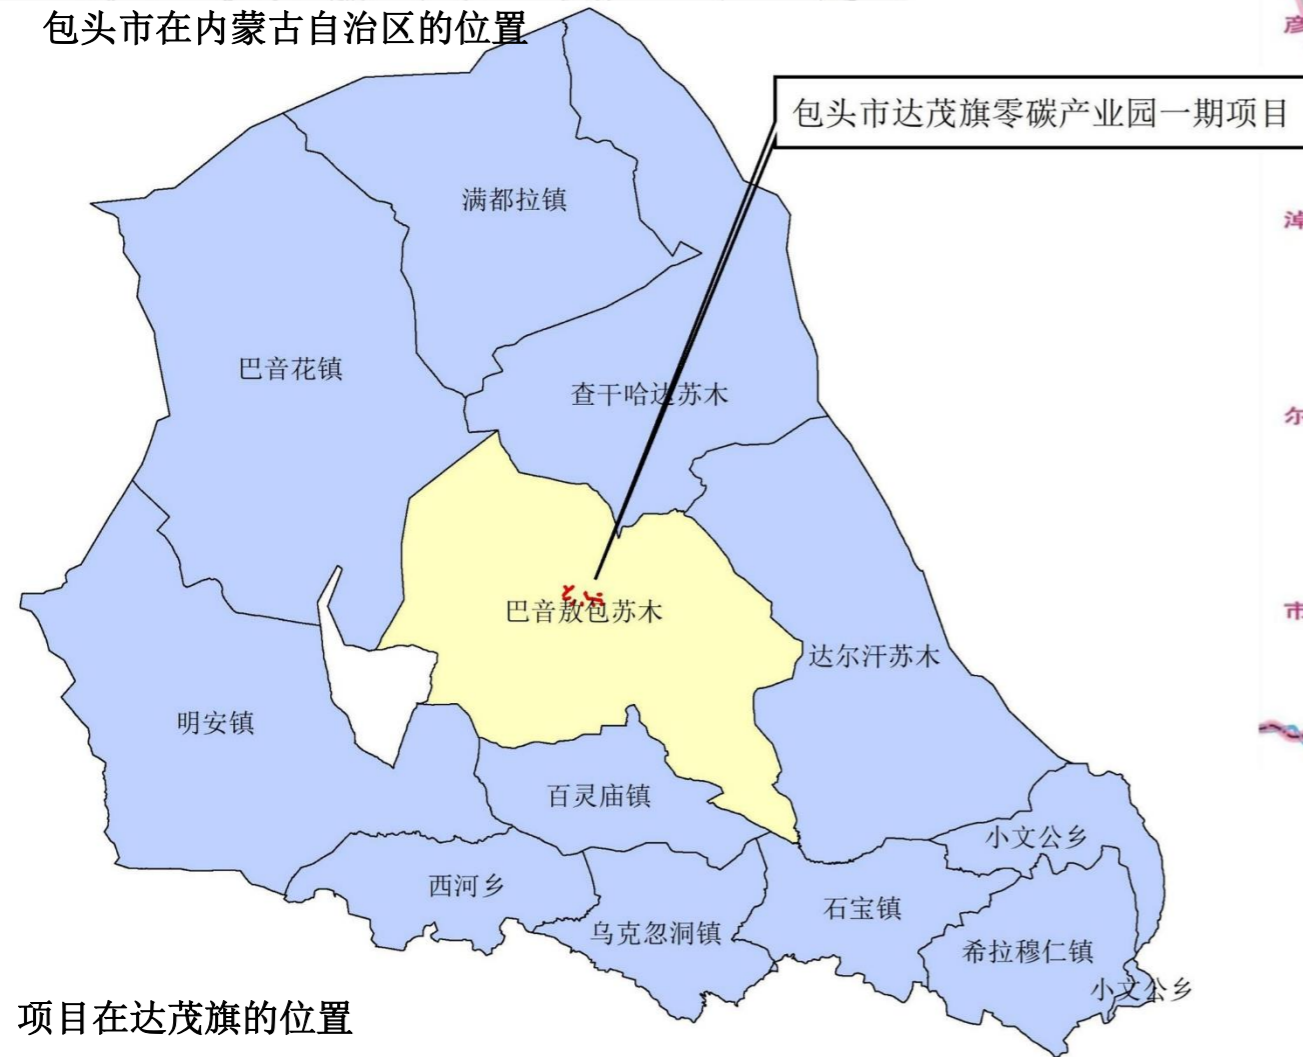 包头市在内蒙古自治区的位置
彦
包头市达茂旗零碳产业园一期项目
满都拉镇
淖
巴音花镇
查干哈达苏木
尔
巴音敖包苏木
市
达尔汗苏木
明安镇
百灵庙镇
小文公乡
西河乡
石宝镇
乌克忽洞镇
希拉穆仁镇
小文公乡
项目在达茂旗的位置